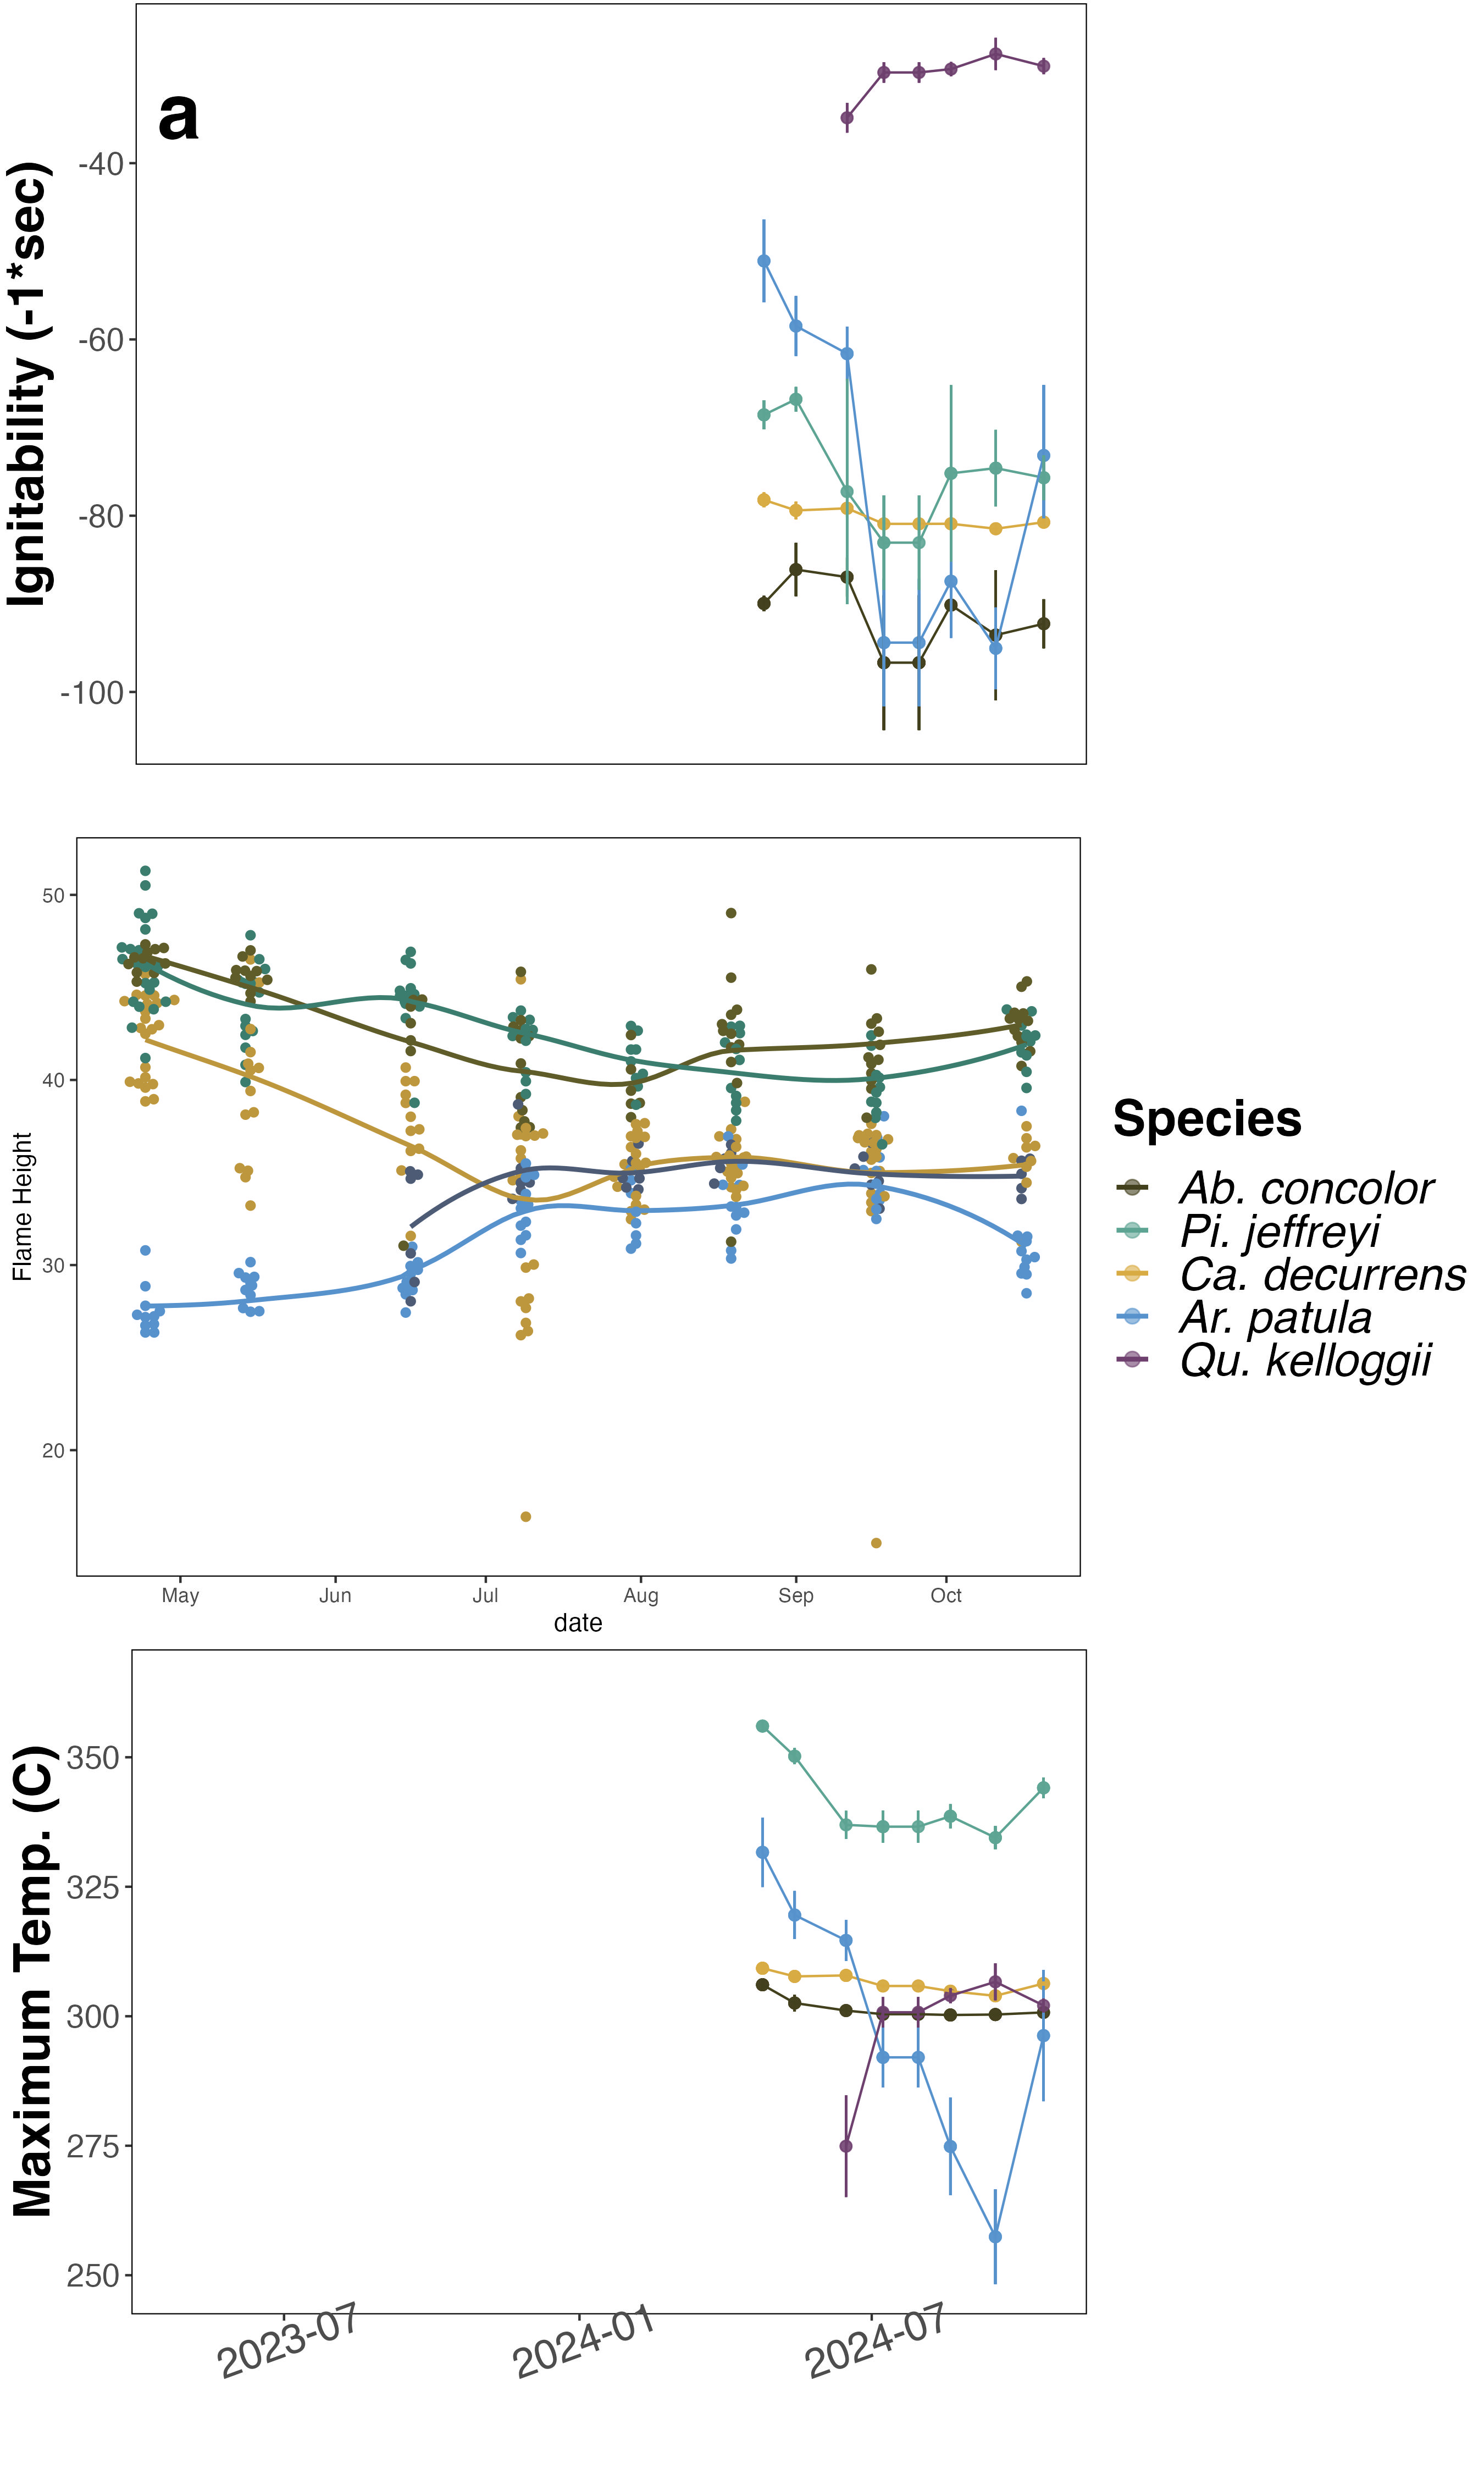 a
Ignitability (-1*sec)
-40
-60
-80
-100
Flame Height
50
40
30
20
May Jun Jul Aug Sep Oct
date
Species
Ab. concolor
Pi. jeffreyi
Ca. decurrens
Ar. patula
Qu. kelloggii
Maximum Temp. (C)
350
325
300
275
250
2023-07 2024-01 2024-07